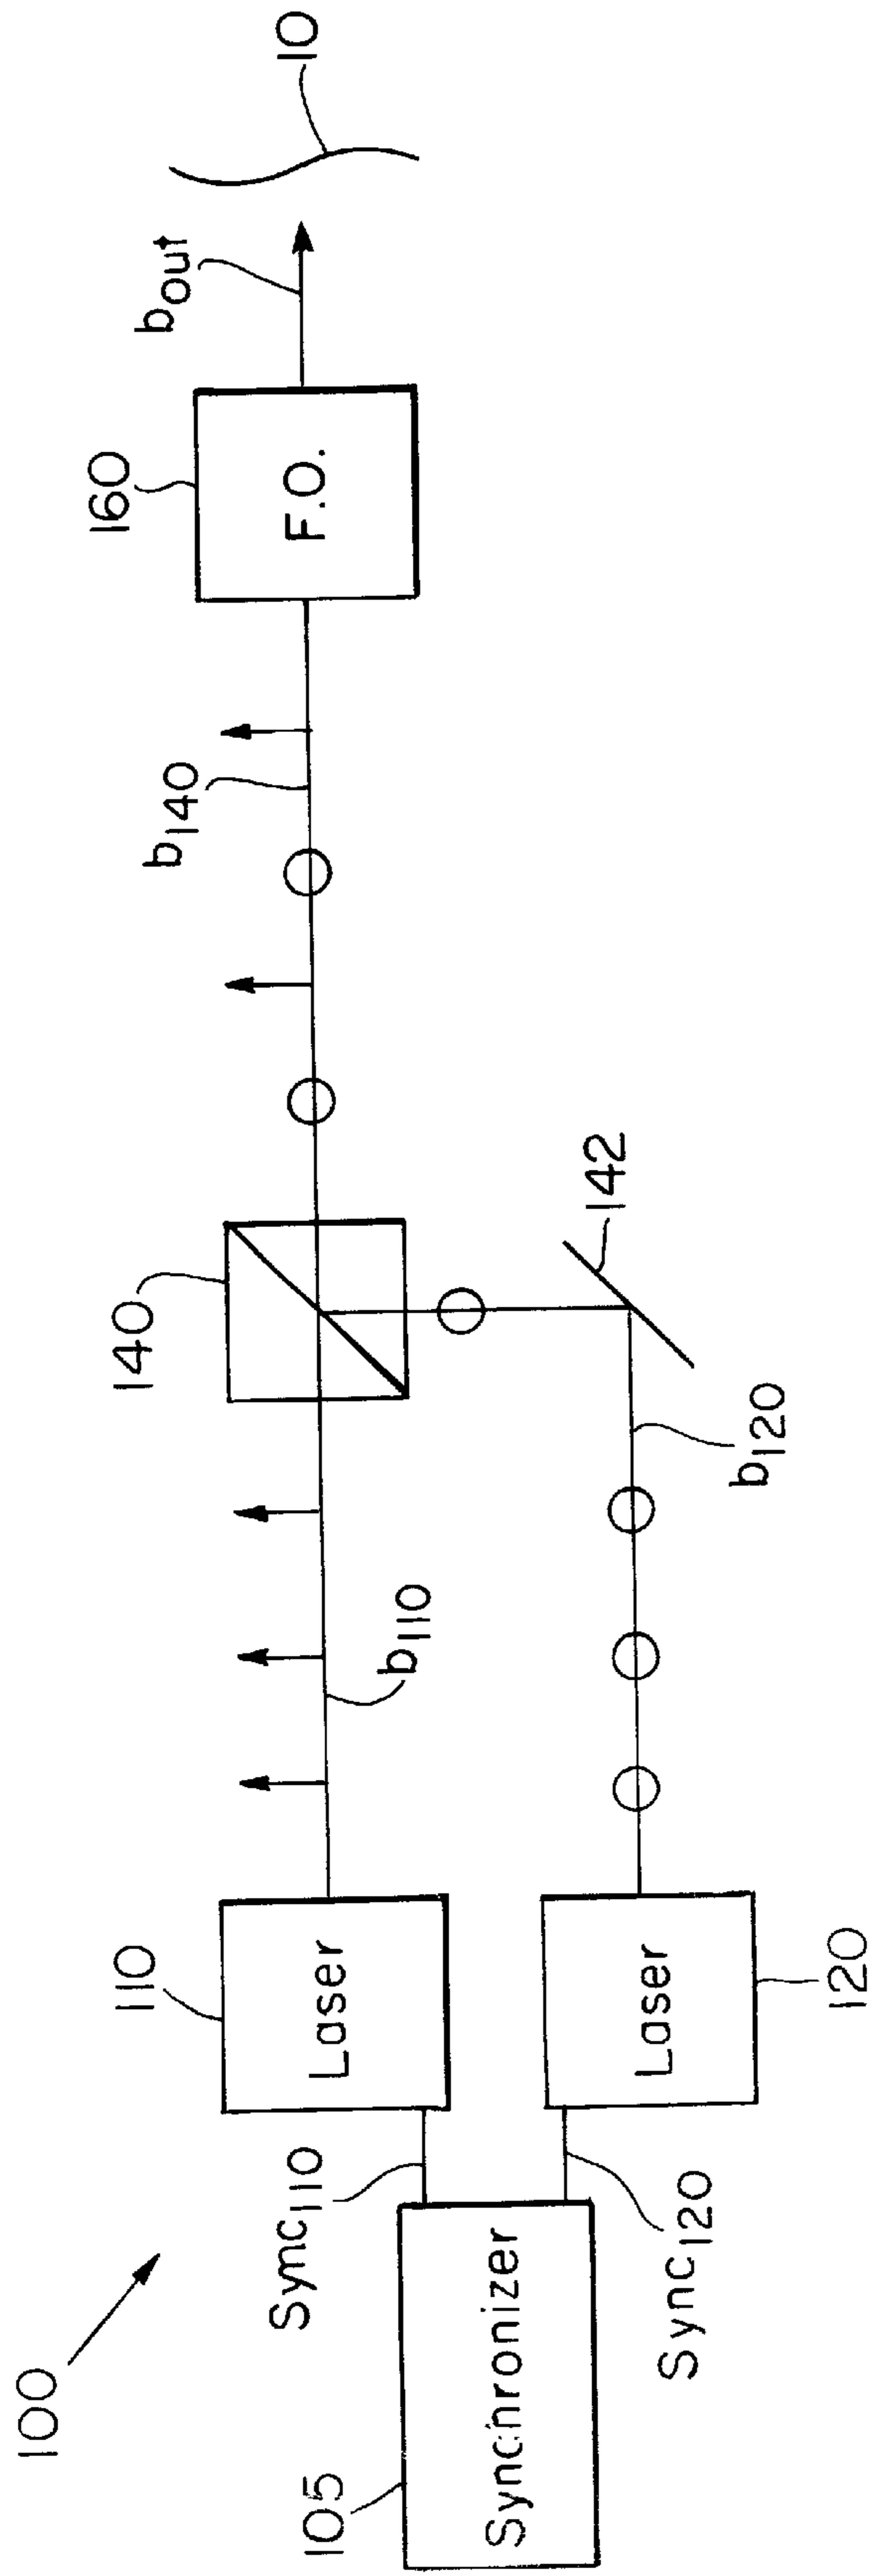 100
105
Synchronizer
Sync110
Sync120
110
Laser
120
Laser
b110
b120
140
142
b140
160
F.O.
bout
10